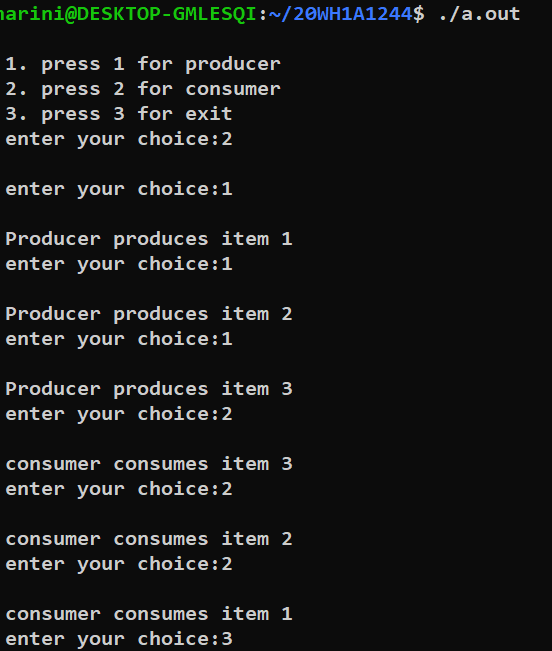 narini@DESKTOP-GMLESQI:~/20WH1A1244$ ./a.out
1. press 1 for producer
2. press 2 for consumer
3. press 3 for exit
enter your choice:2
enter your choice:1
Producer produces item 1
enter your choice:1
Producer produces item 2
enter your choice:1
Producer produces item 3
enter your choice:2
consumer consumes item 3
enter your choice:2
consumer consumes item 2
enter your choice:2
consumer consumes item 1
enter your choice:3